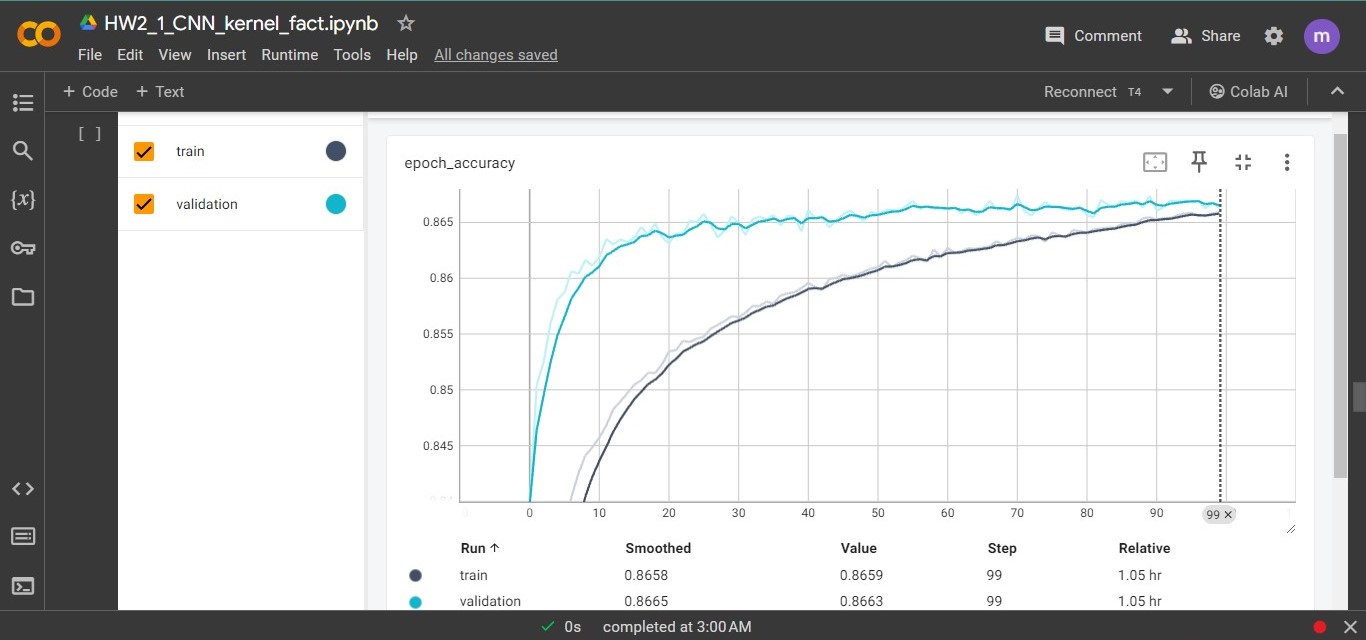 HW2_1_CNN_kernel_fact.ipynb
Comment Share m
File Edit View Insert Runtime Tools Help All changes saved
+ Code + Text Reconnect T4 Colab AI
[ ]
train
validation
epoch_accuracy
0.865
0.86
0.855
0.85
0.845
0.84
0 10 20 30 40 50 60 70 80 90 99 ×
Run ↑ Smoothed Value Step Relative
train 0.8658 0.8659 99 1.05 hr
validation 0.8665 0.8663 99 1.05 hr
0s completed at 3:00 AM